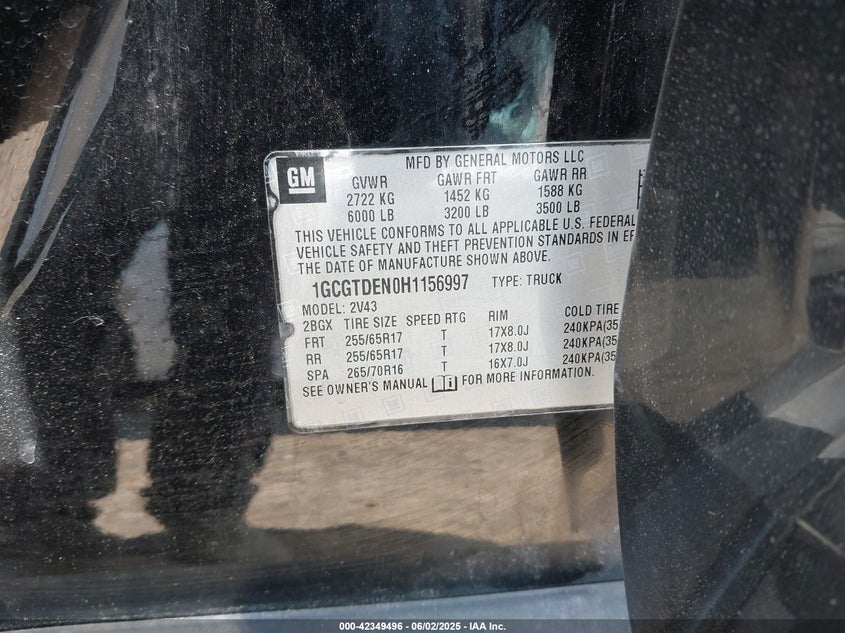 MFD BY GENERAL MOTORS LLC
GM
GVWR GAWR FRT GAWR RR
2722 KG 1452 KG 1588 KG
6000 LB 3200 LB 3500 LB
THIS VEHICLE CONFORMS TO ALL APPLICABLE U.S. FEDERAL
VEHICLE SAFETY AND THEFT PREVENTION STANDARDS IN EF
THE DATE OF MANUFACTURE SHOWN ABOVE.
1GCGTDEN0H1156997 TYPE: TRUCK
MODEL: 2V43
2BGX TIRE SIZE SPEED RTG RIM COLD TIRE
FRT 255/65R17 T 17X8.0J 240KPA(35
RR 255/65R17 T 17X8.0J 240KPA(35
SPA 265/70R16 T 16X7.0J 240KPA(35
SEE OWNER'S MANUAL FOR MORE INFORMATION.
000-42349496 - 06/02/2025 - IAA Inc.